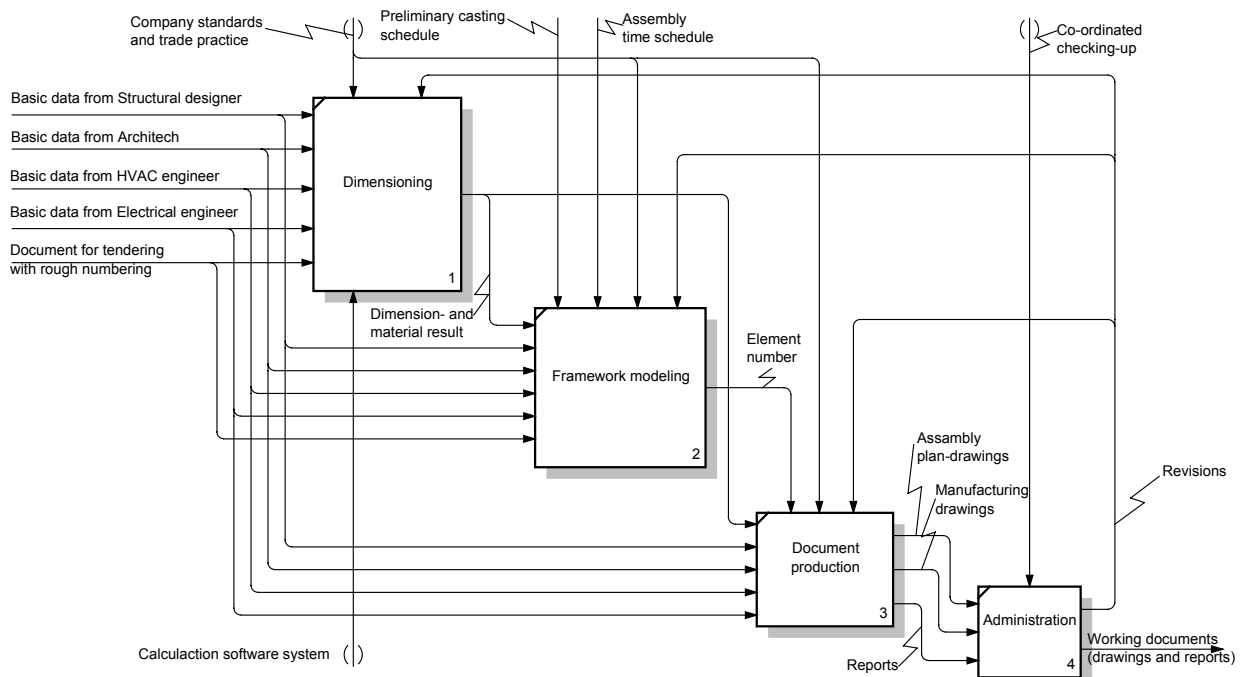 Company standards
and trade practice
Preliminary casting
schedule
Assembly
time schedule
Co-ordinated
checking-up
Basic data from Structural designer
Basic data from Architech
Basic data from HVAC engineer
Basic data from Electrical engineer
Document for tendering
with rough numbering
Dimensioning
1
Dimension- and
material result
Framework modeling
2
Element
number
Assambly
plan-drawings
Manufacturing
drawings
Revisions
Document
production
3
Administration
4
Reports
Working documents
(drawings and reports)
Calculaction software system